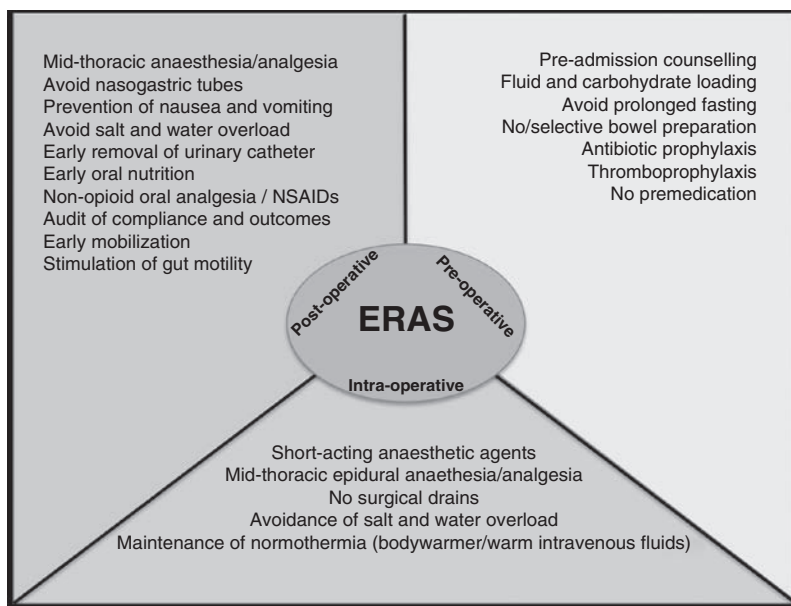 Mid-thoracic anaesthesia/analgesia
Avoid nasogastric tubes
Prevention of nausea and vomiting
Avoid salt and water overload
Early removal of urinary catheter
Early oral nutrition
Non-opioid oral analgesia / NSAIDs
Audit of compliance and outcomes
Early mobilization
Stimulation of gut motility
Pre-admission counselling
Fluid and carbohydrate loading
Avoid prolonged fasting
No/selective bowel preparation
Antibiotic prophylaxis
Thromboprophylaxis
No premedication
Post-operative
Pre-operative
ERAS
Intra-operative
Short-acting anaesthetic agents
Mid-thoracic epidural anaethesia/analgesia
No surgical drains
Avoidance of salt and water overload
Maintenance of normothermia (bodywarmer/warm intravenous fluids)